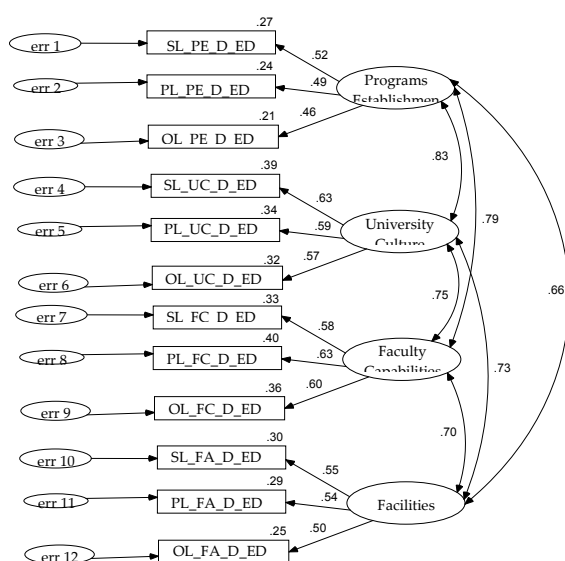 .27
err 1
SL_PE_D_ED
.52
.24
err 2
PL_PE_D_ED
.49
Programs
Establishmen
.21
.46
err 3
OL_PE_D_ED
.83
.39
err 4
SL_UC_D_ED
.63
.34
.79
err 5
PL_UC_D_ED
.59
University
Culture
.32
.57
err 6
OL_UC_D_ED
.75
.66
.33
err 7
SL_FC_D_ED
.58
.40
err 8
PL_FC_D_ED
.63
Faculty
Capabilities
.73
.36
.60
err 9
OL_FC_D_ED
.70
.30
err 10
SL_FA_D_ED
.55
.29
err 11
PL_FA_D_ED
.54
Facilities
.25
.50
err 12
OL_FA_D_ED